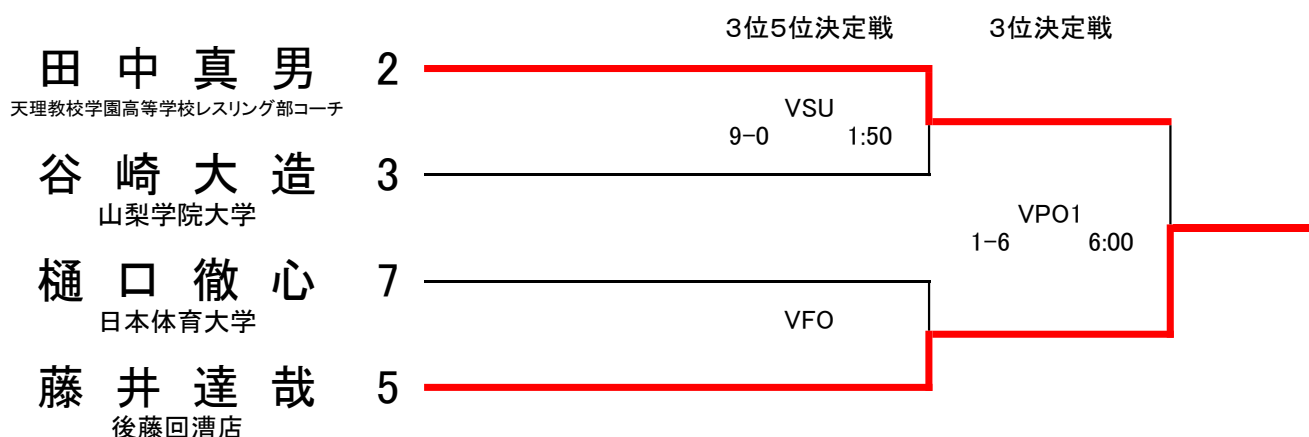 3位5位決定戦 3位決定戦
田中真男 2
天理教校学園高等学校レスリング部コーチ
VSU
9-0 1:50
谷崎大造 3
山梨学院大学
VPO1
1-6 6:00
樋口徹心 7
日本体育大学
VFO
藤井達哉 5
後藤回漕店